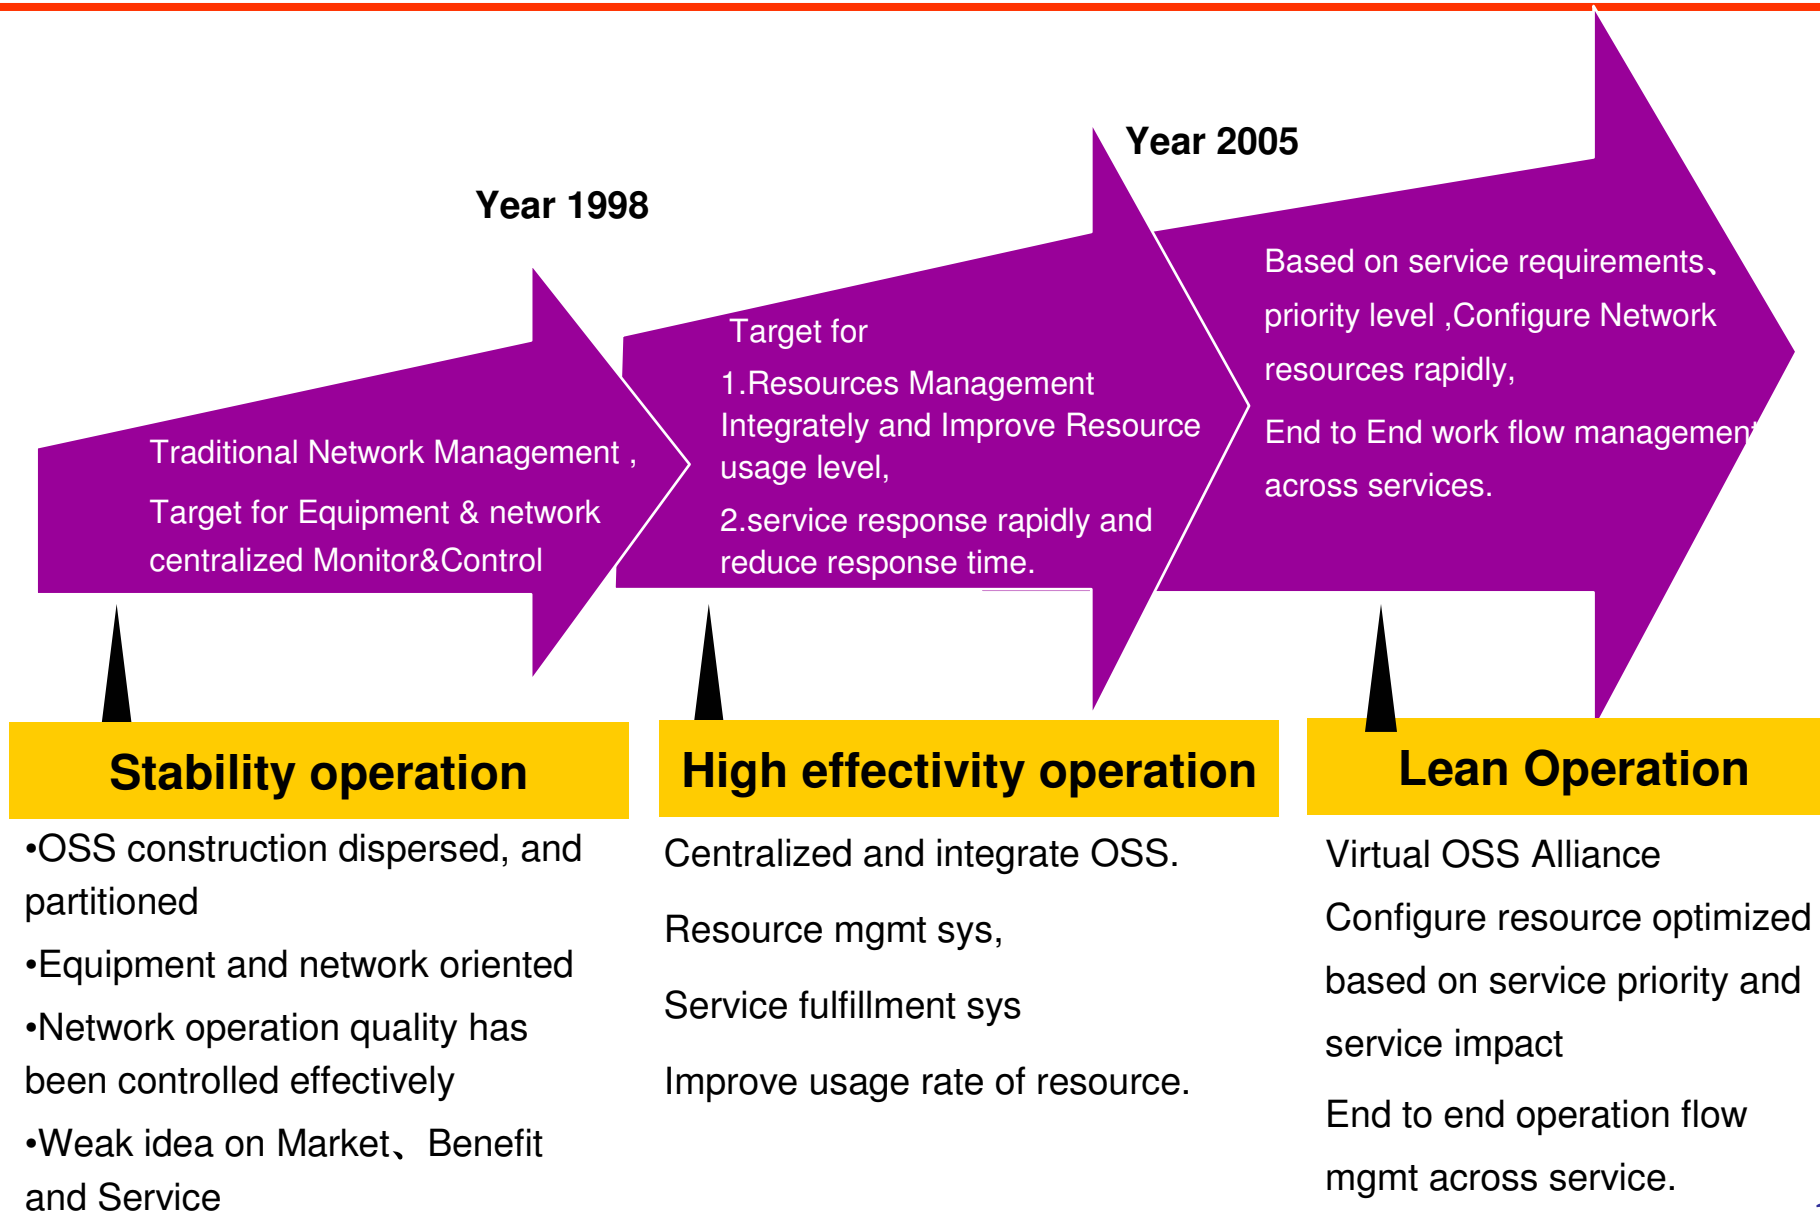 Year 1998
Year 2005
Traditional Network Management ,
Target for Equipment & network
centralized Monitor&Control
Target for
1.Resources Management
Integrately and Improve Resource
usage level,
2.service response rapidly and
reduce response time.
Based on service requirements、
priority level ,Configure Network
resources rapidly,
End to End work flow management
across services.
Stability operation
•OSS construction dispersed, and
partitioned
•Equipment and network oriented
•Network operation quality has
been controlled effectively
•Weak idea on Market、Benefit
and Service
High effectivity operation
Centralized and integrate OSS.
Resource mgmt sys,
Service fulfillment sys
Improve usage rate of resource.
Lean Operation
Virtual OSS Alliance
Configure resource optimized
based on service priority and
service impact
End to end operation flow
mgmt across service.